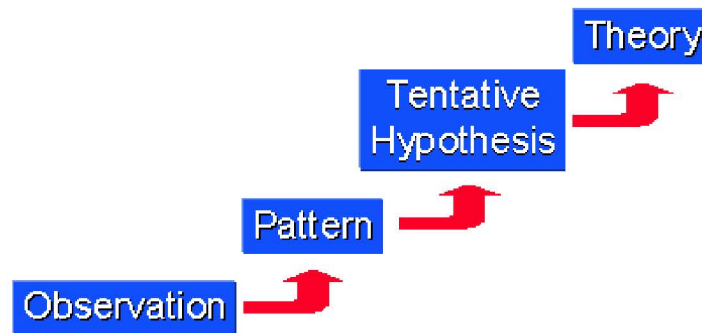 Theory
Tentative
Hypothesis
Pattern
Observation